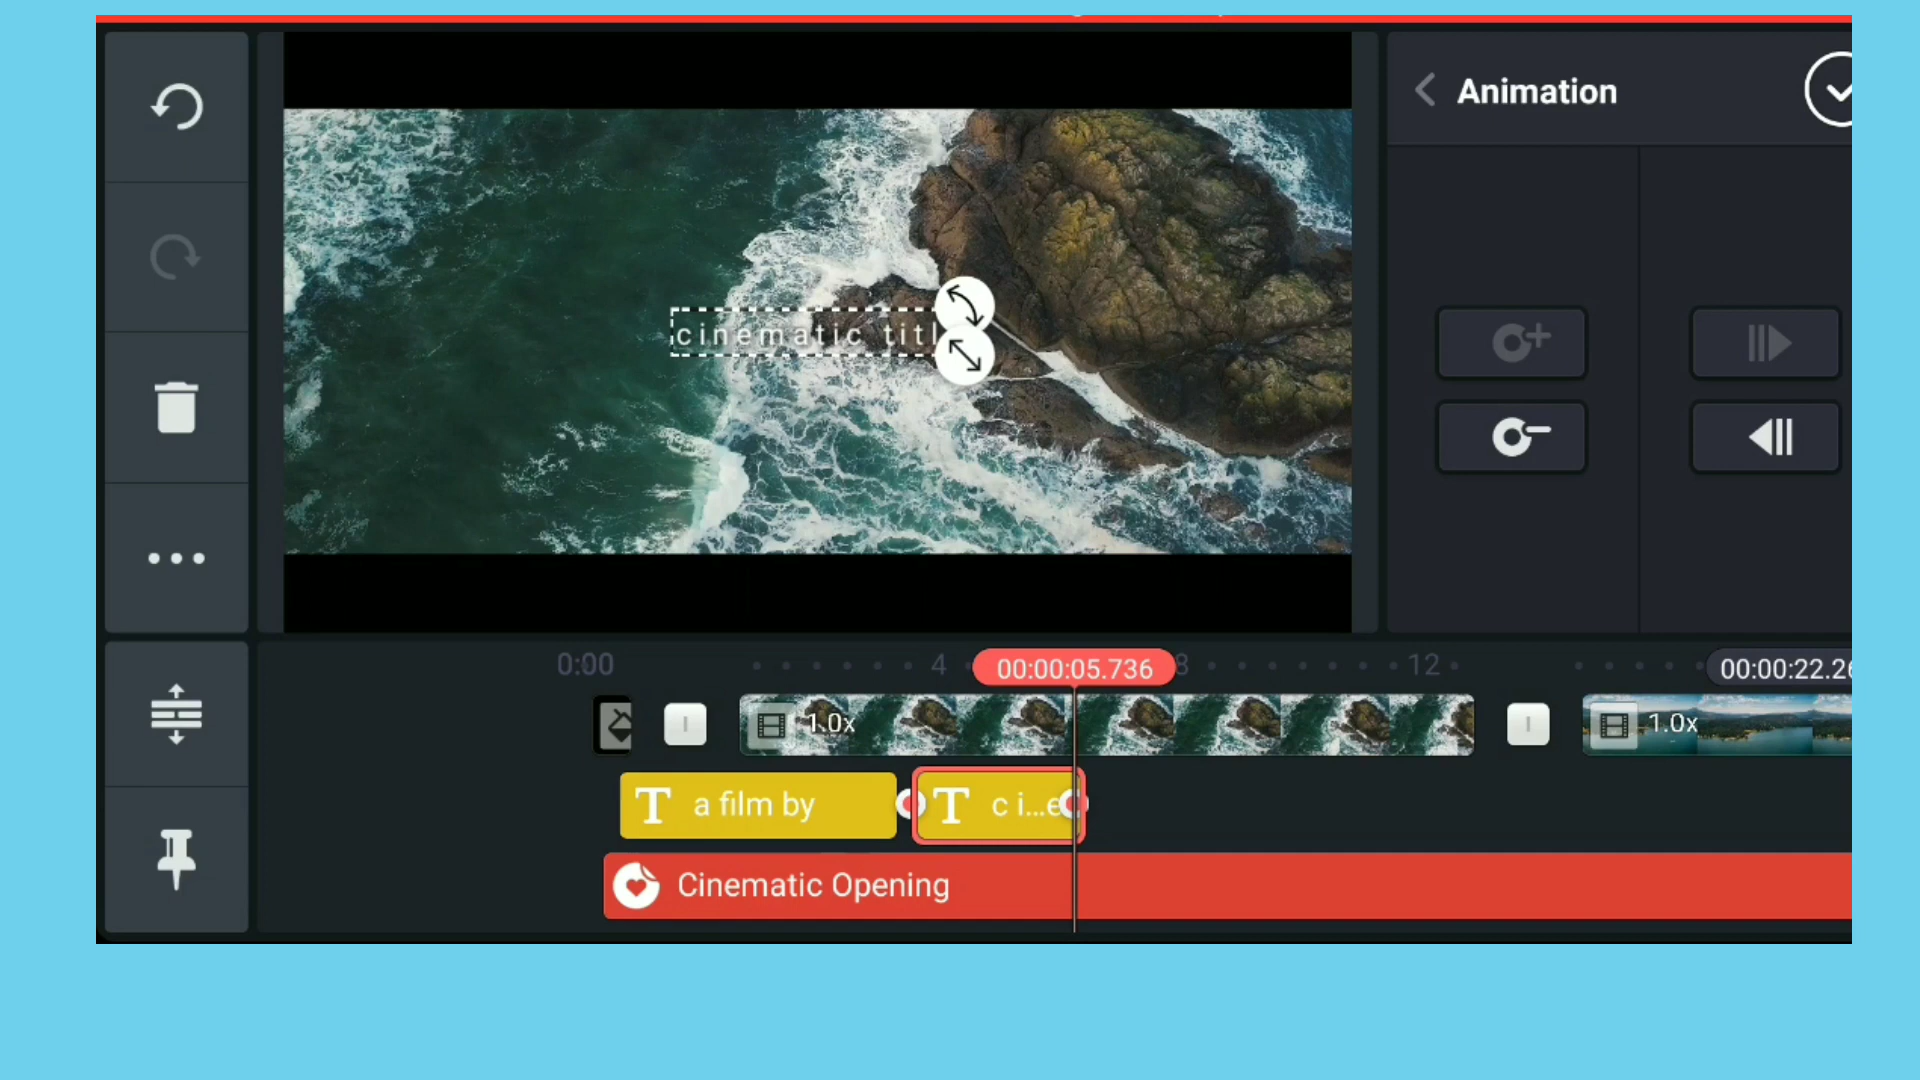 Animation
cinematic titl
0:00
4
00:00:05.736
8
12
00:00:22.26
1.0x
1.0x
T a film by
T c i...e
Cinematic Opening